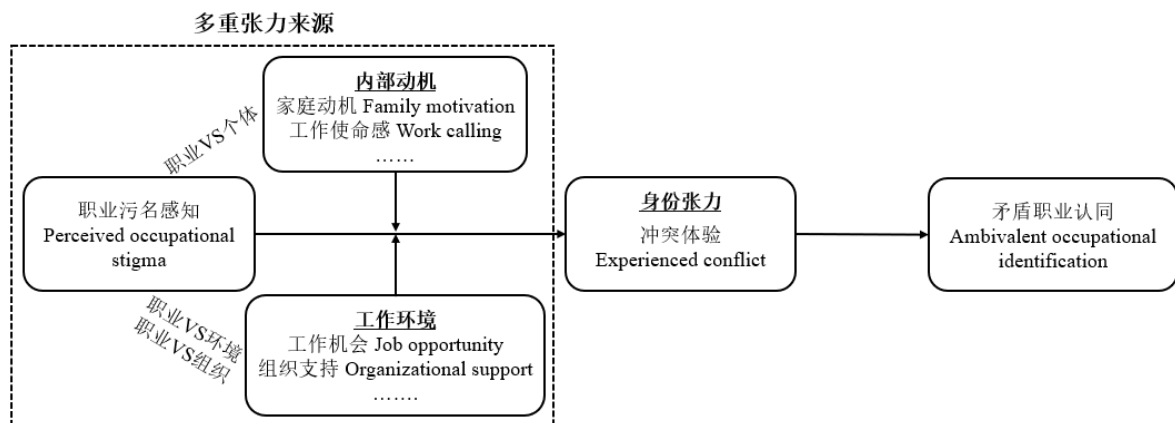 多重张力来源
内部动机
家庭动机 Family motivation
工作使命感 Work calling
……
职业VS个体
职业污名感知
Perceived occupational
stigma
职业VS环境
职业VS组织
工作环境
工作机会 Job opportunity
组织支持 Organizational support
…….
身份张力
冲突体验
Experienced conflict
矛盾职业认同
Ambivalent occupational
identification